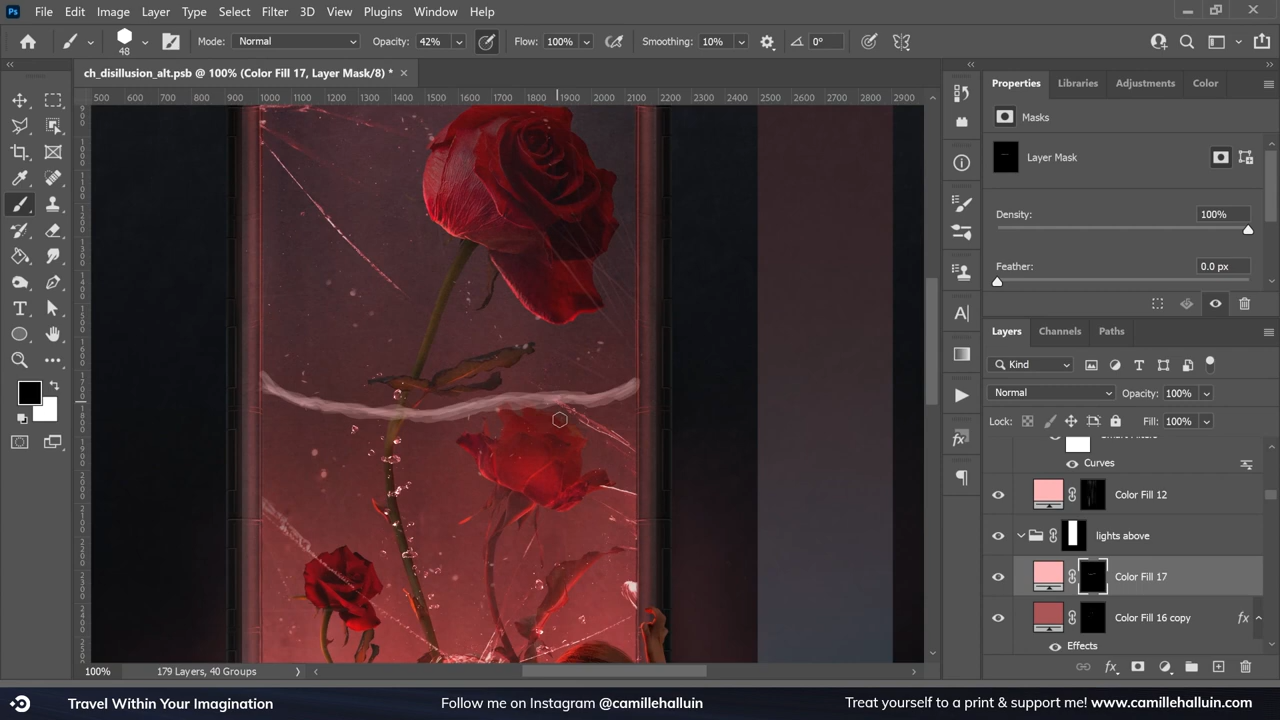 Ps File Edit Image Layer Type Select Filter 3D View Plugins Window Help
48 Mode: Normal Opacity: 42% Flow: 100% Smoothing: 10% 0°
ch_disillusion_alt.psb @ 100% (Color Fill 17, Layer Mask/8) *
500 600 700 800 900 1000 1100 1200 1300 1400 1500 1600 1700 1800 1900 2000 2100 2200 2300 2400 2500 2600 2700 2800 2900
Properties Libraries Adjustments Color
Masks
Layer Mask
Density: 100%
Feather: 0.0 px
Layers Channels Paths
Kind
Normal Opacity: 100%
Lock: Fill: 100%
Curves
Color Fill 12
lights above
Color Fill 17
Color Fill 16 copy fx
Effects
100% 179 Layers, 40 Groups
Travel Within Your Imagination
Follow me on Instagram @camillehalluin
Treat yourself to a print & support me! www.camillehalluin.com